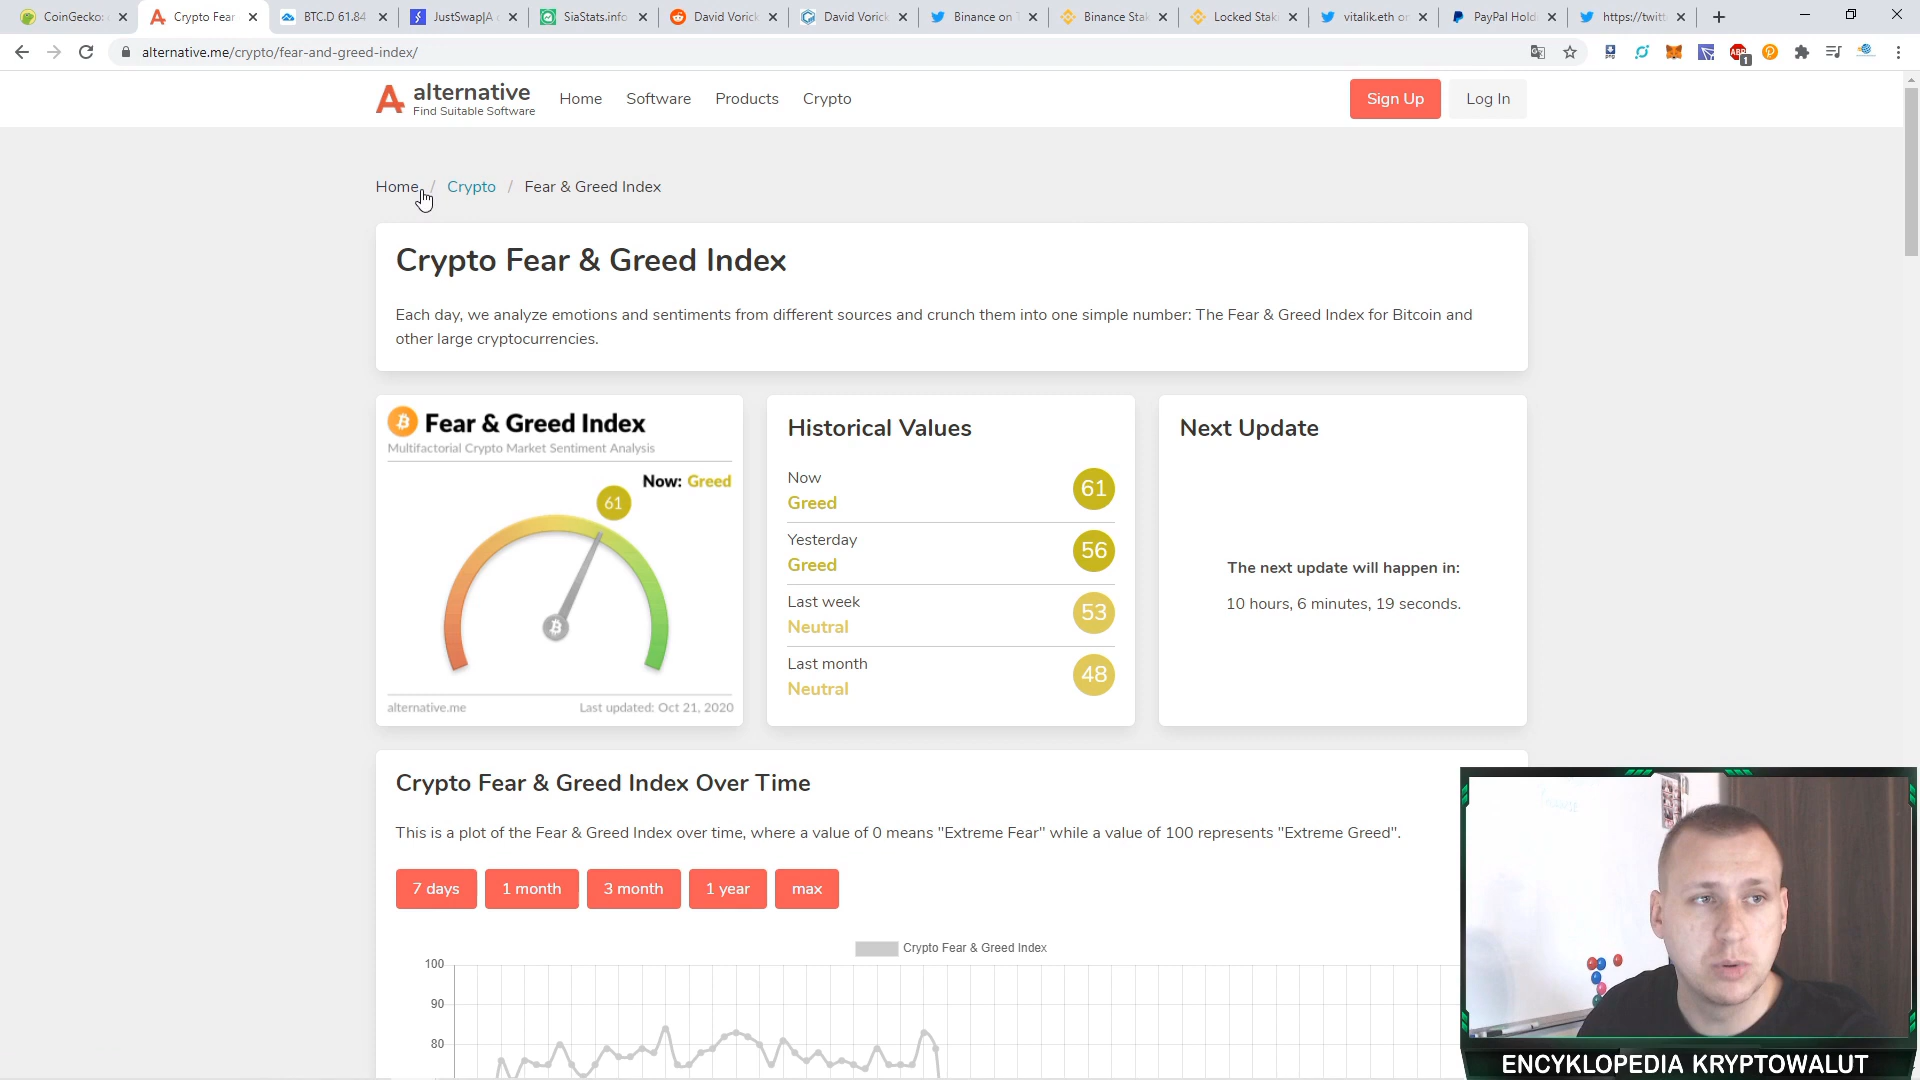 CoinGecko:
Crypto Fear
BTC.D 61.84
JustSwap|A
SiaStats.info
David Vorick
David Vorick
Binance on T
Binance Stak
Locked Staki
vitalik.eth on
PayPal Hold
https://twitt
alternative.me/crypto/fear-and-greed-index/
ABP
1
alternative
Find Suitable Software
Home
Software
Products
Crypto
Sign Up
Log In
Home / Crypto / Fear & Greed Index
Crypto Fear & Greed Index
Each day, we analyze emotions and sentiments from different sources and crunch them into one simple number: The Fear & Greed Index for Bitcoin and
other large cryptocurrencies.
Fear & Greed Index
Multifactorial Crypto Market Sentiment Analysis
Now: Greed
61
alternative.me
Last updated: Oct 21, 2020
Historical Values
Now
Greed
61
Yesterday
Greed
56
Last week
Neutral
53
Last month
Neutral
48
Next Update
The next update will happen in:
10 hours, 6 minutes, 19 seconds.
Crypto Fear & Greed Index Over Time
This is a plot of the Fear & Greed Index over time, where a value of 0 means "Extreme Fear" while a value of 100 represents "Extreme Greed".
7 days
1 month
3 month
1 year
max
Crypto Fear & Greed Index
100
90
80
ENCYKLOPEDIA KRYPTOWALUT